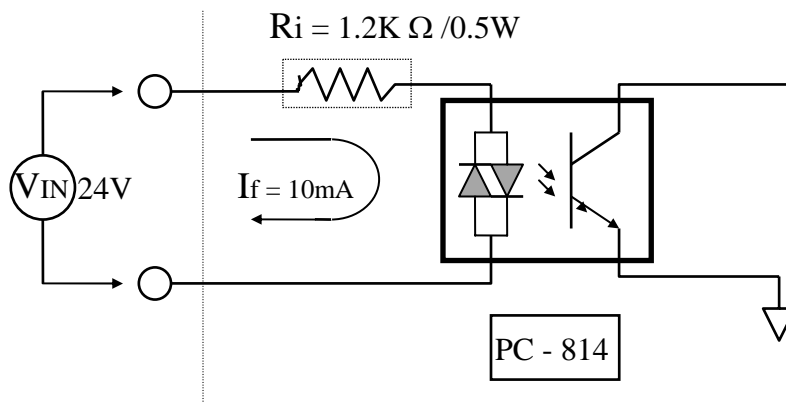 Ri = 1.2K Ω /0.5W
VIN 24V
If = 10mA
PC - 814